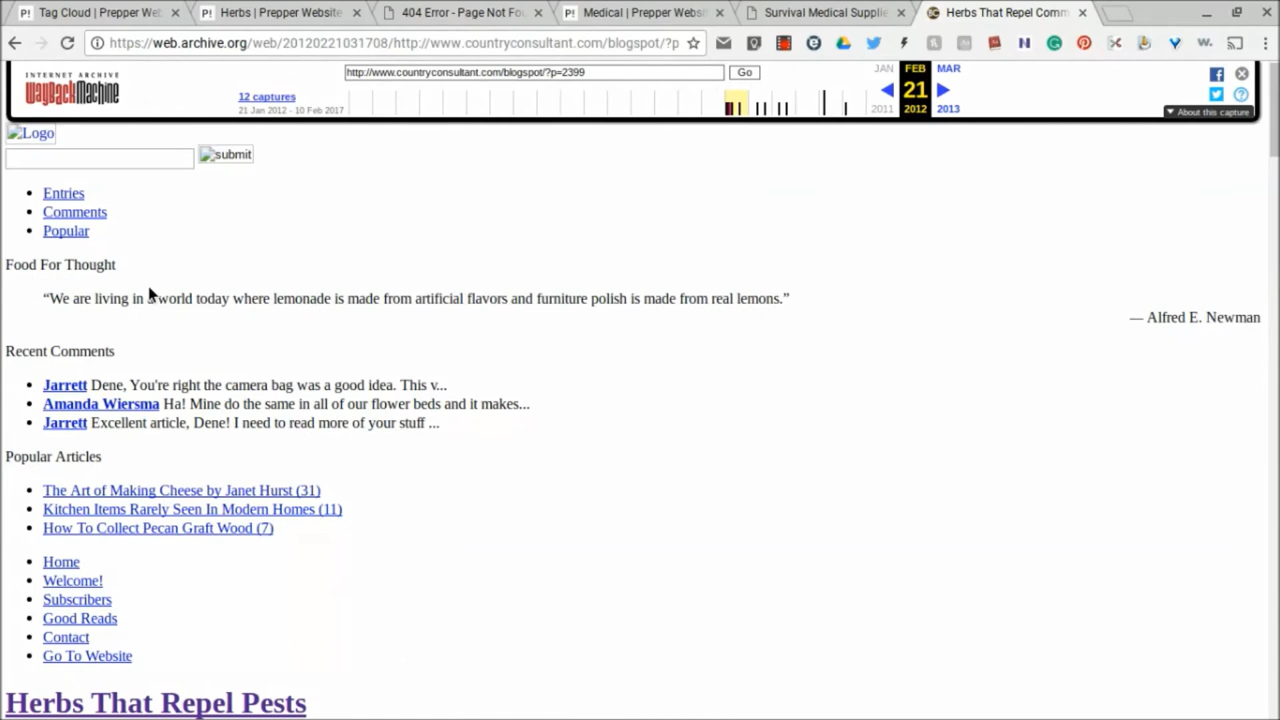 Tag Cloud | Prepper Web
Herbs | Prepper Website
404 Error - Page Not Fo
Medical | Prepper Websi
Survival Medical Supplie
Herbs That Repel Comm
https://web.archive.org/web/20120221031708/http://www.countryconsultant.com/blogspot/?p
INTERNET ARCHIVE
WayBackMachine
http://www.countryconsultant.com/blogspot/?p=2399
Go
JAN FEB MAR
12 captures
21 Jan 2012 - 10 Feb 2017
21
2011 2012 2013
About this capture
Logo
submit
Entries
Comments
Popular
Food For Thought
“We are living in a world today where lemonade is made from artificial flavors and furniture polish is made from real lemons.”
— Alfred E. Newman
Recent Comments
Jarrett Dene, You're right the camera bag was a good idea. This v...
Amanda Wiersma Ha! Mine do the same in all of our flower beds and it makes...
Jarrett Excellent article, Dene! I need to read more of your stuff ...
Popular Articles
The Art of Making Cheese by Janet Hurst (31)
Kitchen Items Rarely Seen In Modern Homes (11)
How To Collect Pecan Graft Wood (7)
Home
Welcome!
Subscribers
Good Reads
Contact
Go To Website
Herbs That Repel Pests